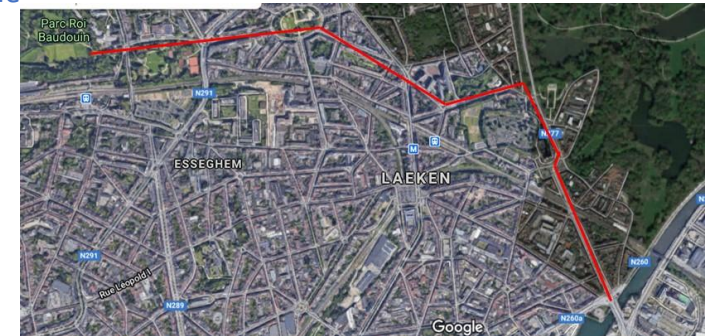 Parc Roi
Baudouin
N291
N277
ESSEGHEM
M
LAEKEN
N291
N260
Rue Léopold I
N289
N260a
Google